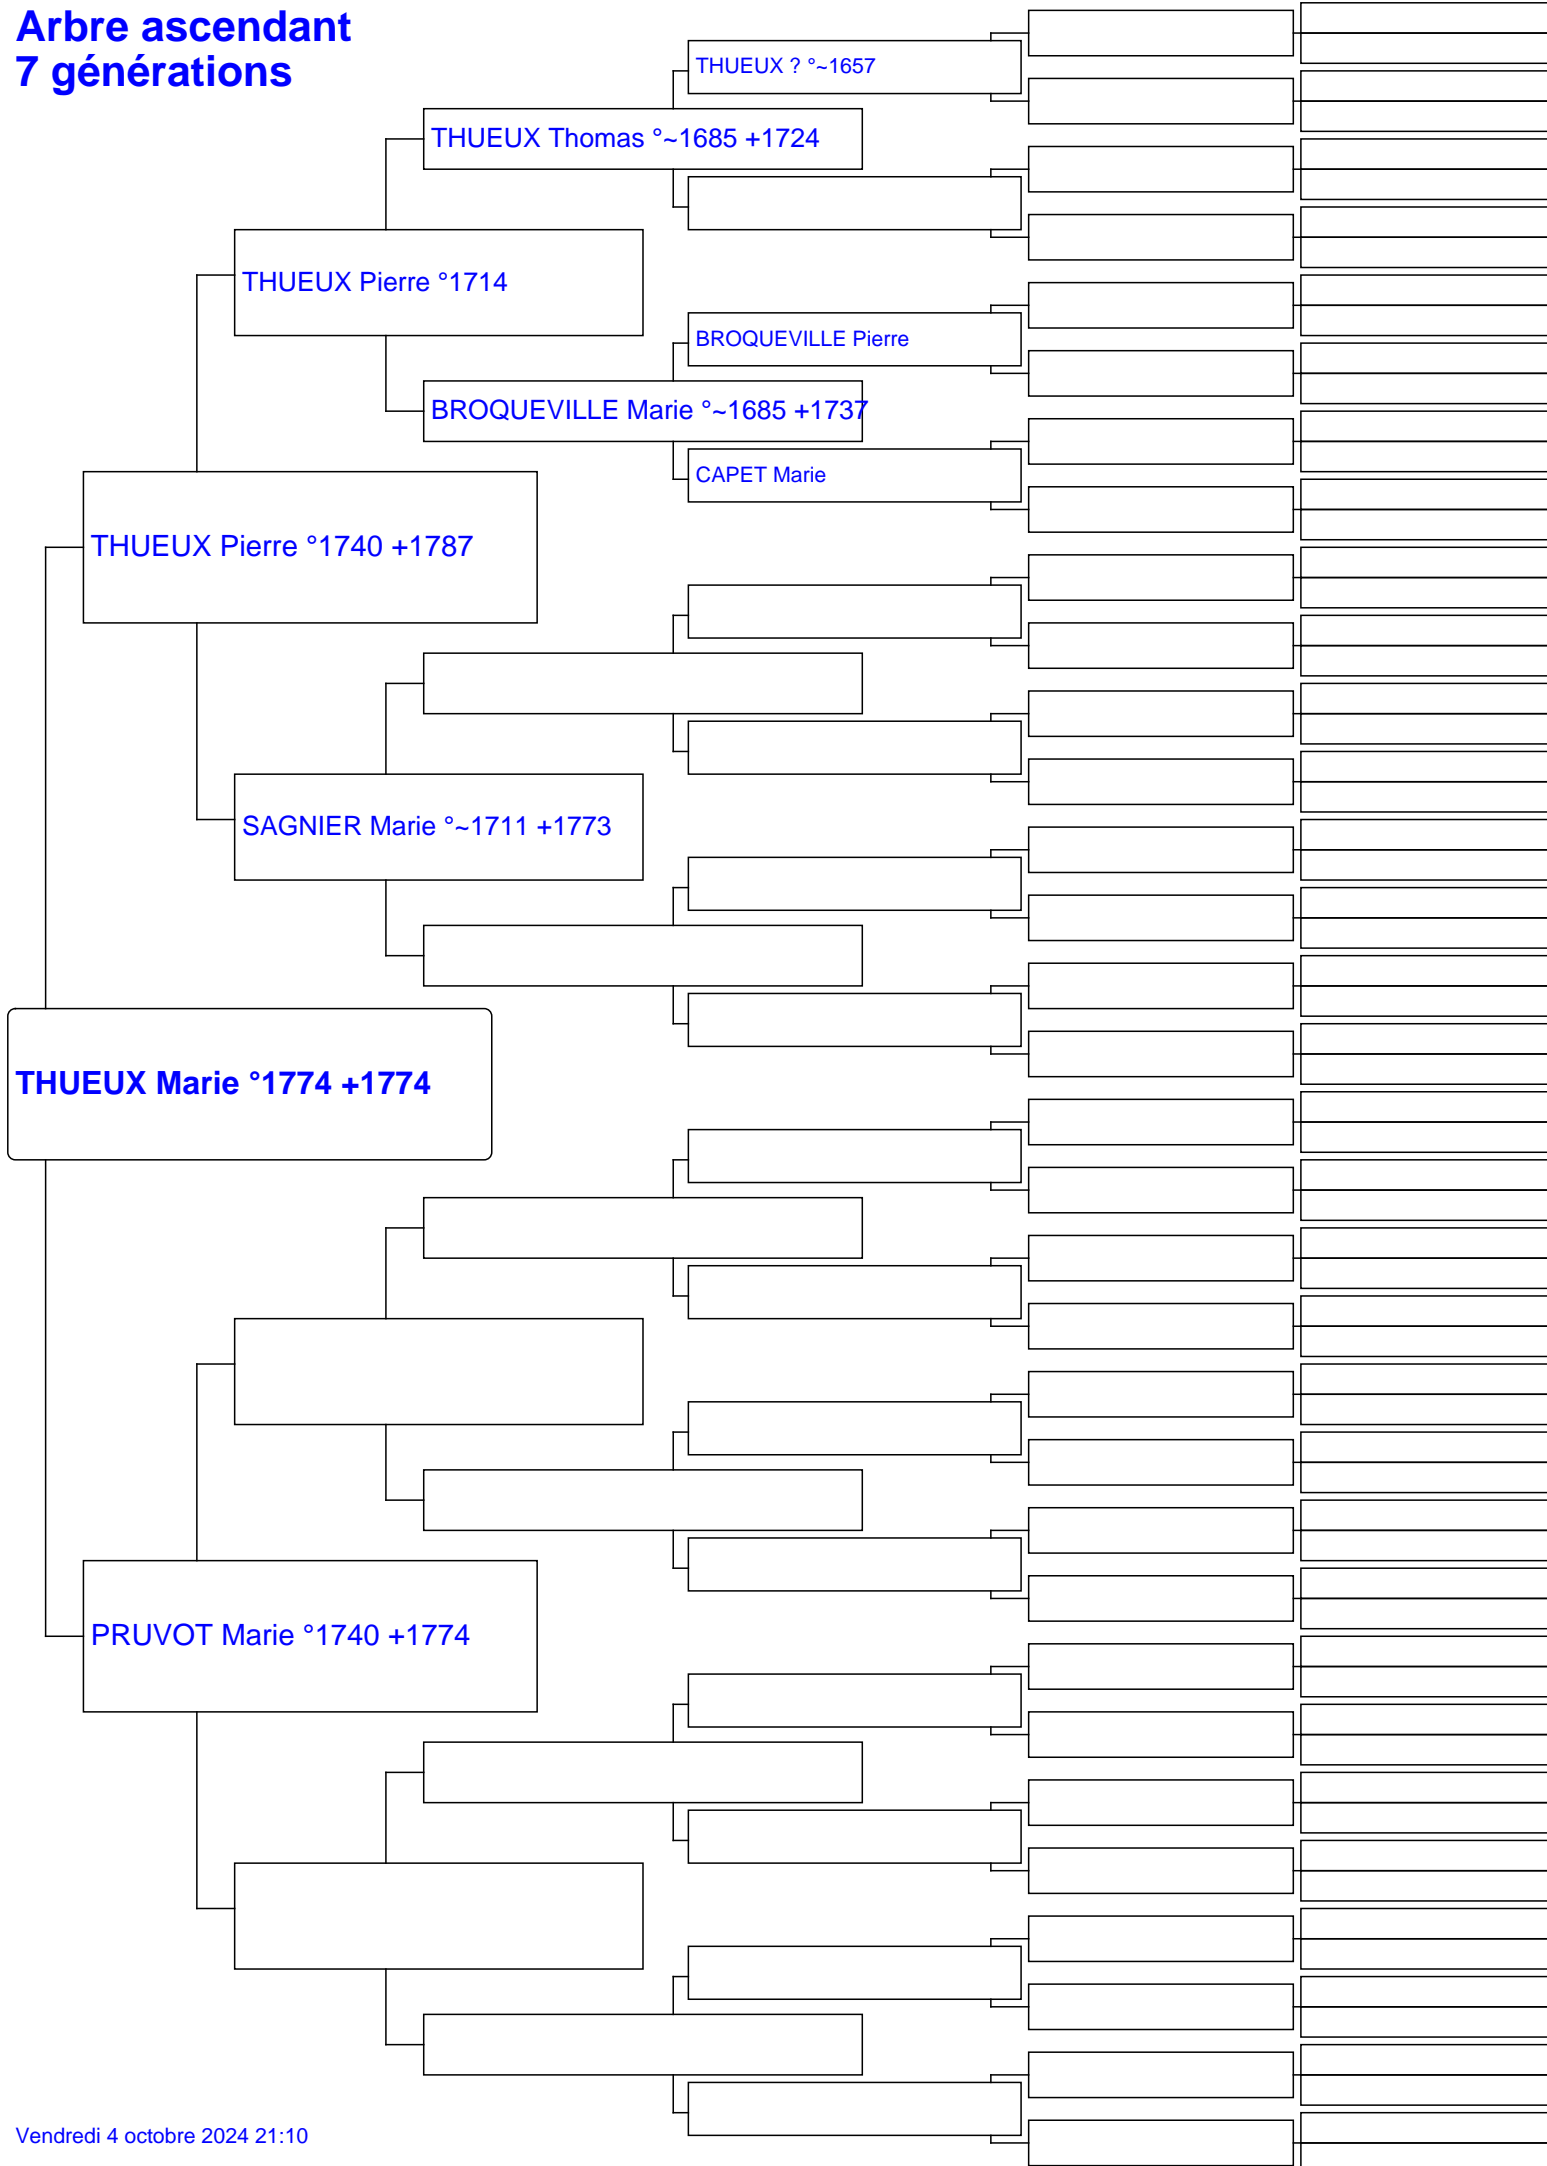 Arbre ascendant
7 générations
THUEUX ? °~1657
THUEUX Thomas °~1685 +1724
THUEUX Pierre °1714
BROQUEVILLE Pierre
BROQUEVILLE Marie °~1685 +1737
CAPET Marie
THUEUX Pierre °1740 +1787
SAGNIER Marie °~1711 +1773
THUEUX Marie °1774 +1774
PRUVOT Marie °1740 +1774
Vendredi 4 octobre 2024 21:10